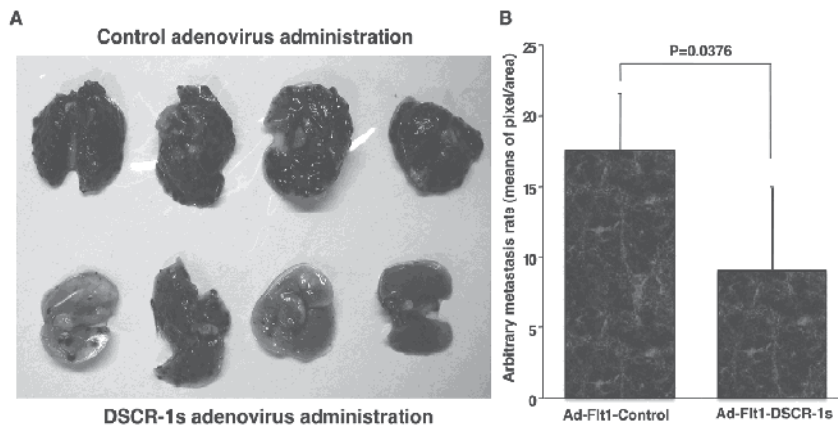 A
Control adenovirus administration
DSCR-1s adenovirus administration
B
P=0.0376
Arbitrary metastasis rate (means of pixel/area)
25
20
15
10
5
0
Ad-Flt1-Control
Ad-Flt1-DSCR-1s